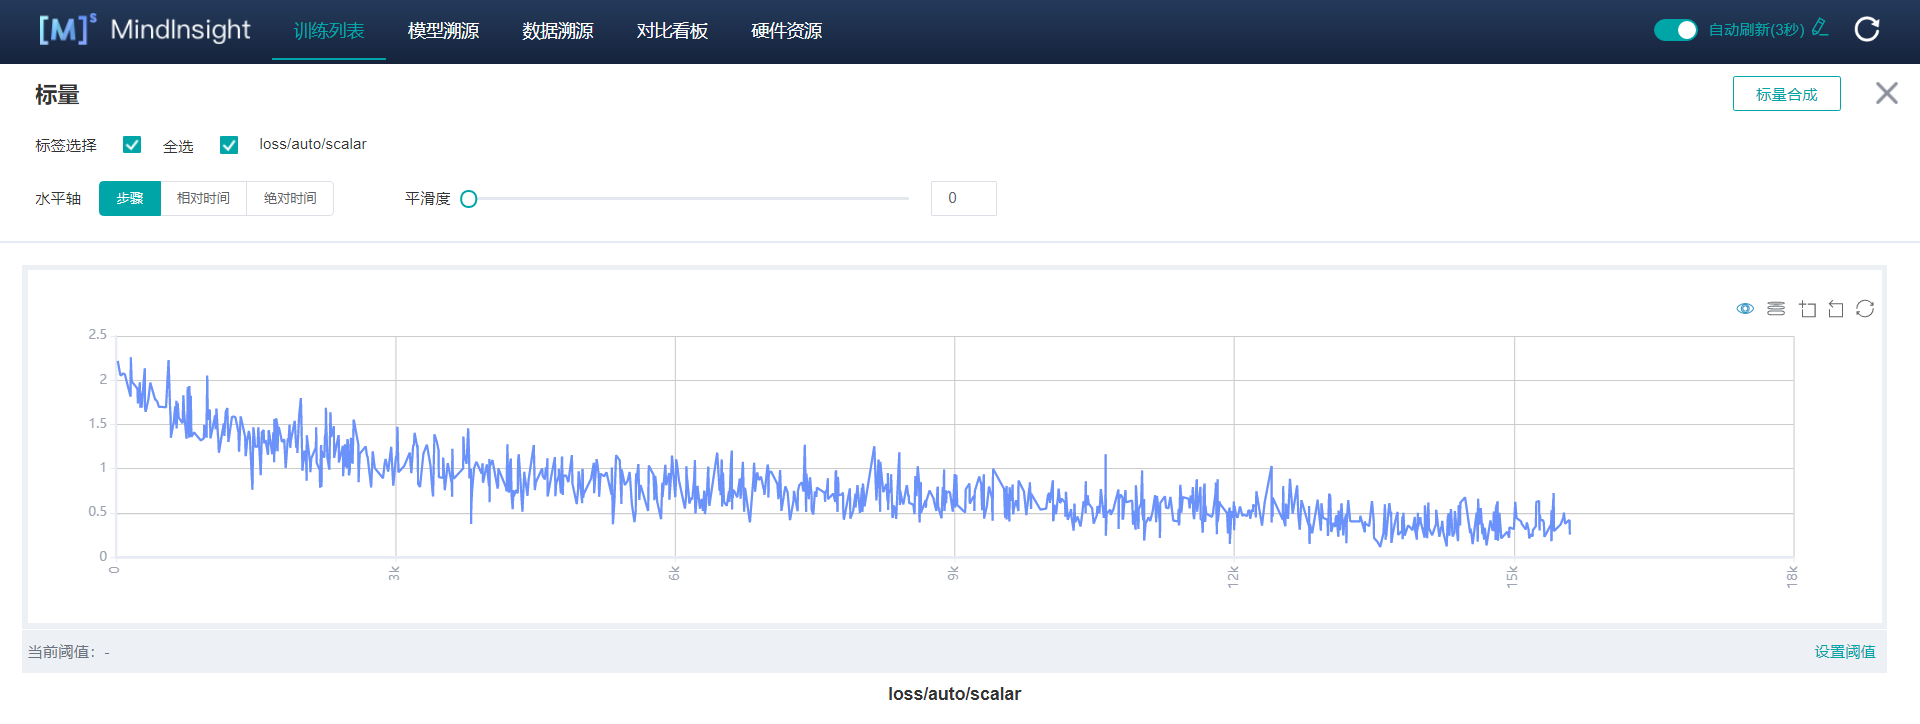 [M]s MindInsight 训练列表 模型溯源 数据溯源 对比看板 硬件资源 自动刷新(3秒)
标量 标量合成
标签选择 全选 loss/auto/scalar
水平轴 步骤 相对时间 绝对时间 平滑度 0
2.5
2
1.5
1
0.5
0
0 3k 6k 9k 12k 15k 18k
当前阈值: - 设置阈值
loss/auto/scalar